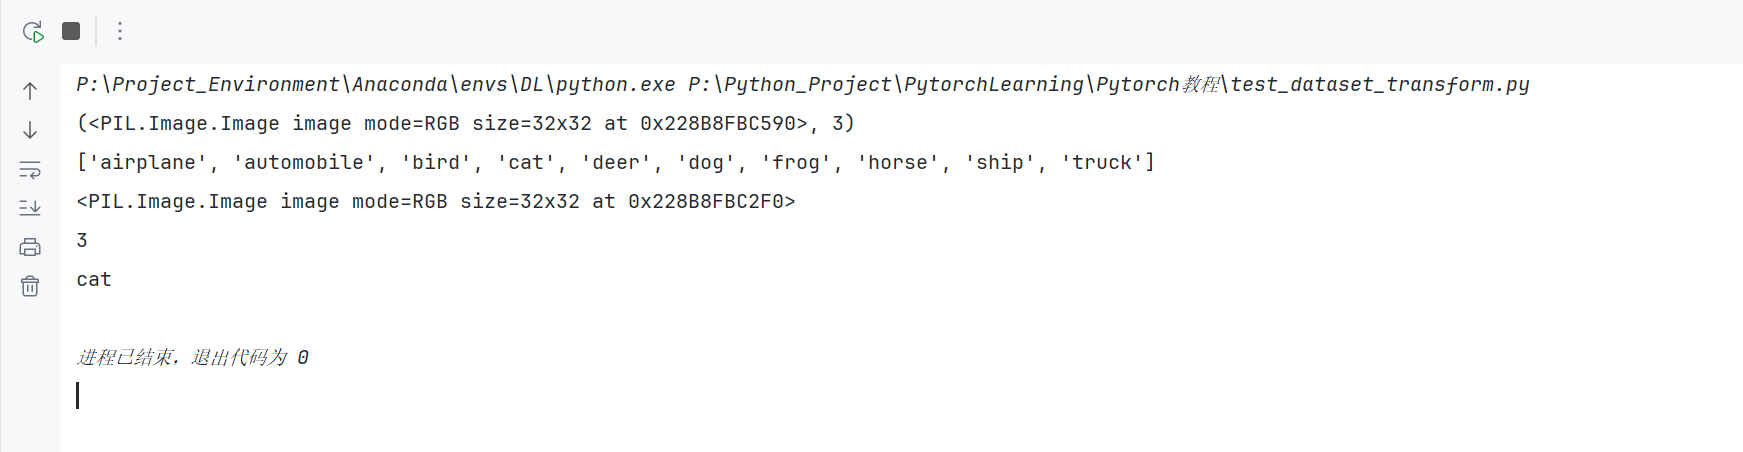 P:\Project_Environment\Anaconda\envs\DL\python.exe P:\Python_Project\PytorchLearning\Pytorch教程\test_dataset_transform.py
(<PIL.Image.Image image mode=RGB size=32x32 at 0x228B8FBC590>, 3)
['airplane', 'automobile', 'bird', 'cat', 'deer', 'dog', 'frog', 'horse', 'ship', 'truck']
<PIL.Image.Image image mode=RGB size=32x32 at 0x228B8FBC2F0>
3
cat
进程已结束，退出代码为 0